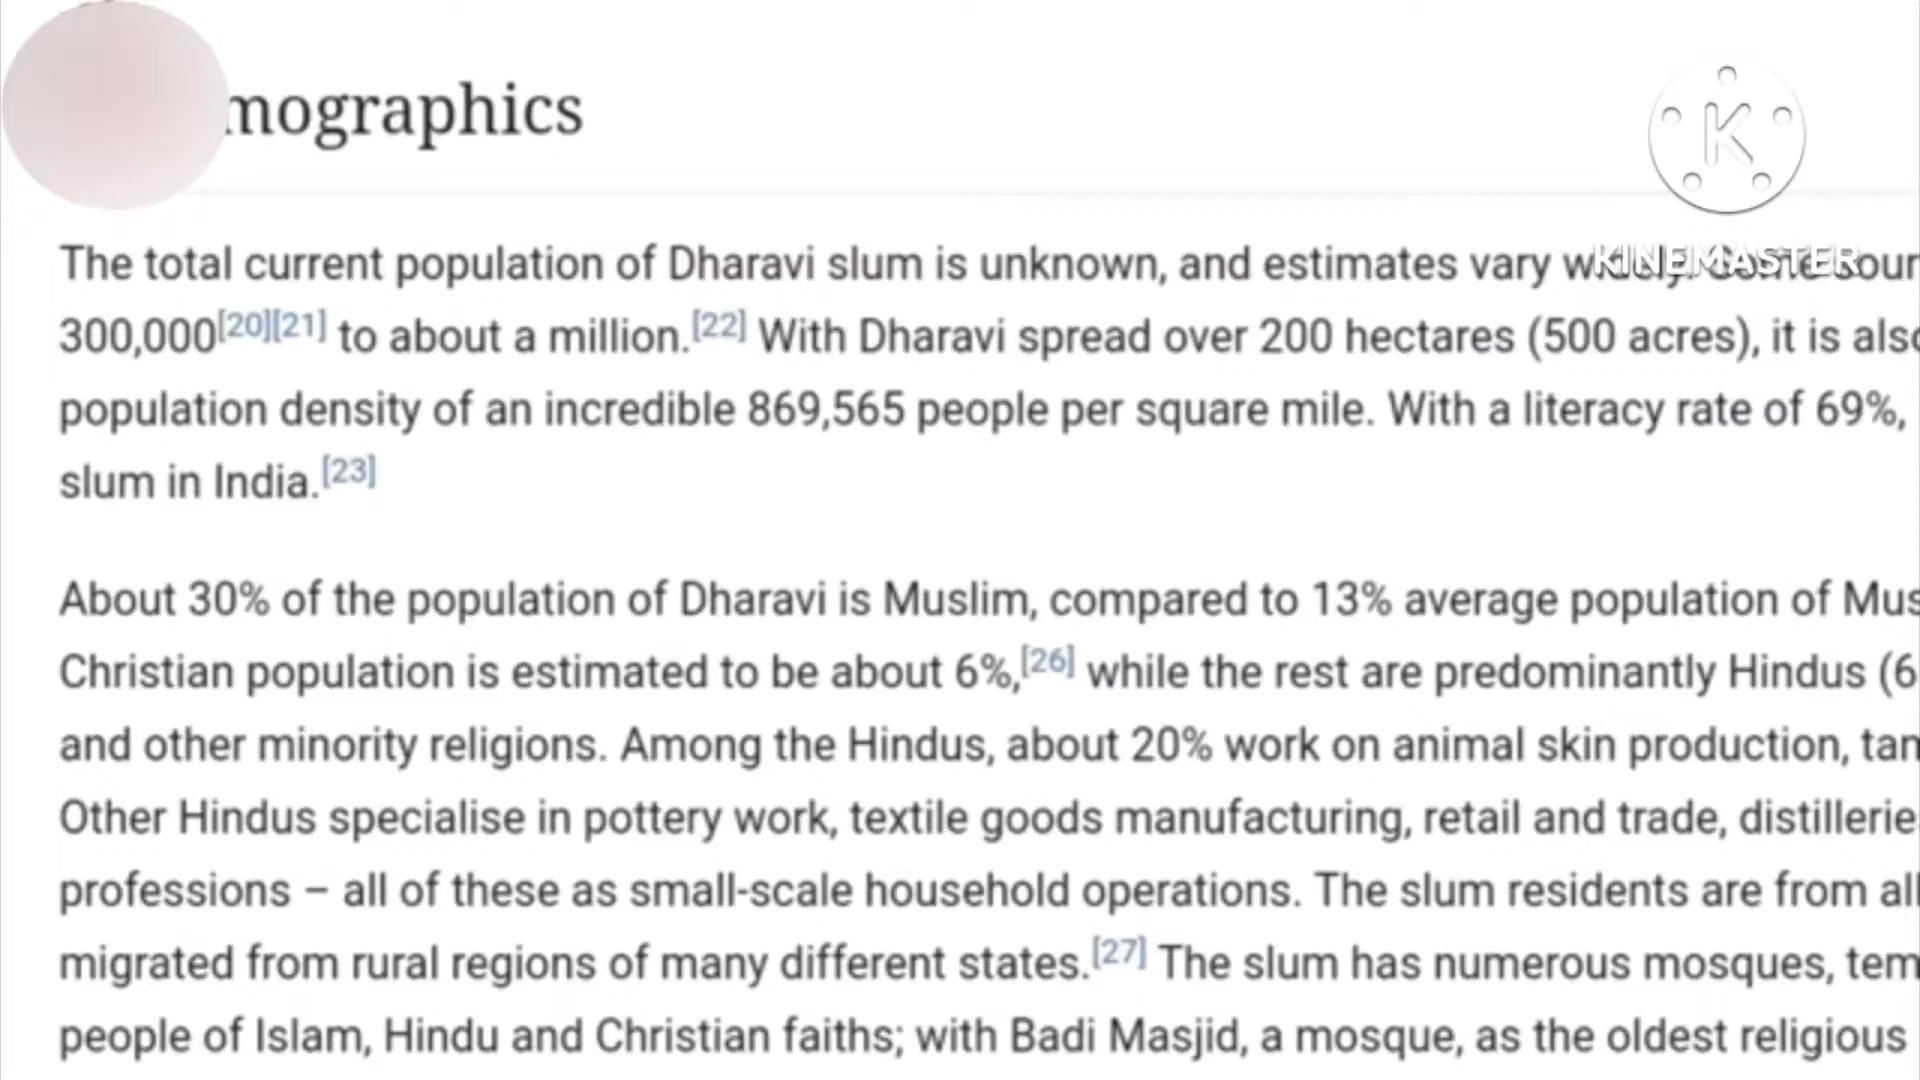 mographics
K
KINEMASTER
The total current population of Dharavi slum is unknown, and estimates vary
300,000[20][21] to about a million.[22] With Dharavi spread over 200 hectares (500 acres), it is
population density of an incredible 869,565 people per square mile. With a literacy rate of 69%,
slum in India.[23]
About 30% of the population of Dharavi is Muslim, compared to 13% average population of
Christian population is estimated to be about 6%,[26] while the rest are predominantly Hindus (6
and other minority religions. Among the Hindus, about 20% work on animal skin production,
Other Hindus specialise in pottery work, textile goods manufacturing, retail and trade,
professions – all of these as small-scale household operations. The slum residents are from
migrated from rural regions of many different states.[27] The slum has numerous mosques,
people of Islam, Hindu and Christian faiths; with Badi Masjid, a mosque, as the oldest religious